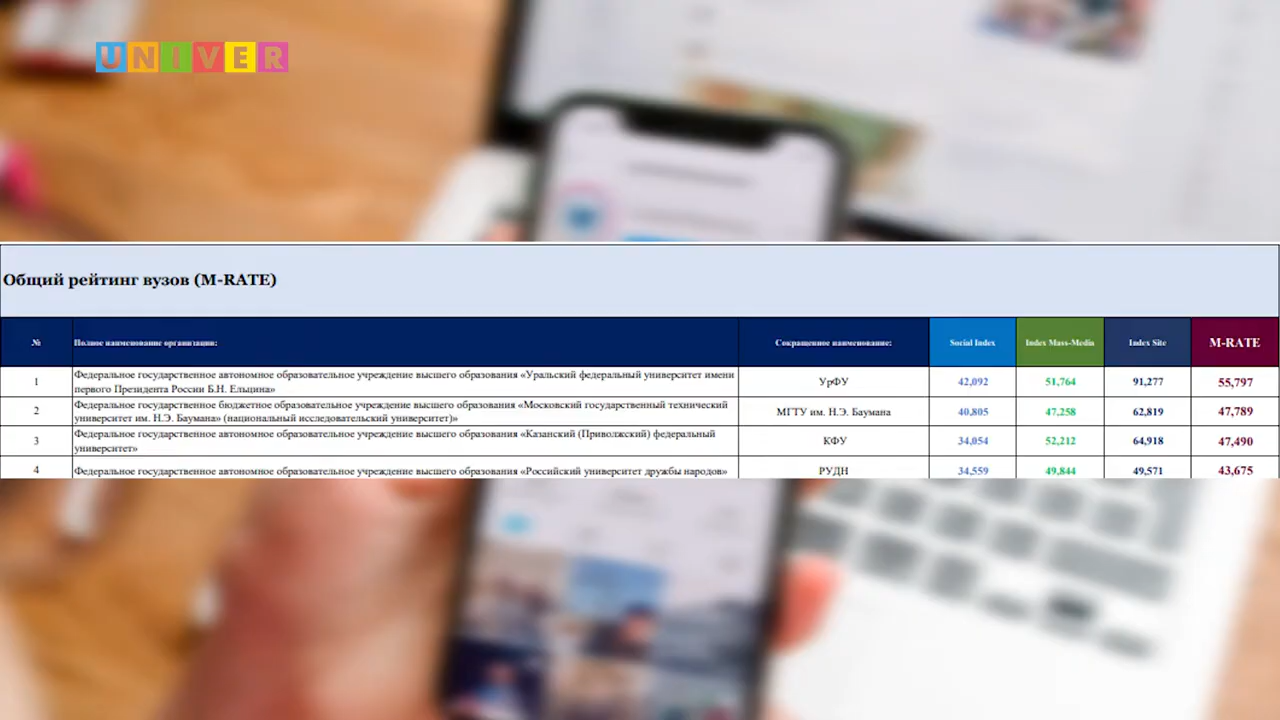 UNIVER
Общий рейтинг вузов (M-RATE)
№ Полное наименование организации: Сокращенное наименование: Social Index Index Mass-Media Index Site M-RATE
1 Федеральное государственное автономное образовательное учреждение высшего образования «Уральский федеральный университет имени
первого Президента России Б.Н. Ельцина» УрФУ 42,092 51,764 91,277 55,797
2 Федеральное государственное бюджетное образовательное учреждение высшего образования «Московский государственный технический
университет им. Н.Э. Баумана» (национальный исследовательский университет)» МГТУ им. Н.Э. Баумана 40,805 47,258 62,819 47,789
3 Федеральное государственное автономное образовательное учреждение высшего образования «Казанский (Приволжский) федеральный
университет» КФУ 34,054 52,212 64,918 47,490
4 Федеральное государственное автономное образовательное учреждение высшего образования «Российский университет дружбы народов» РУДН 34,559 49,844 49,571 43,675